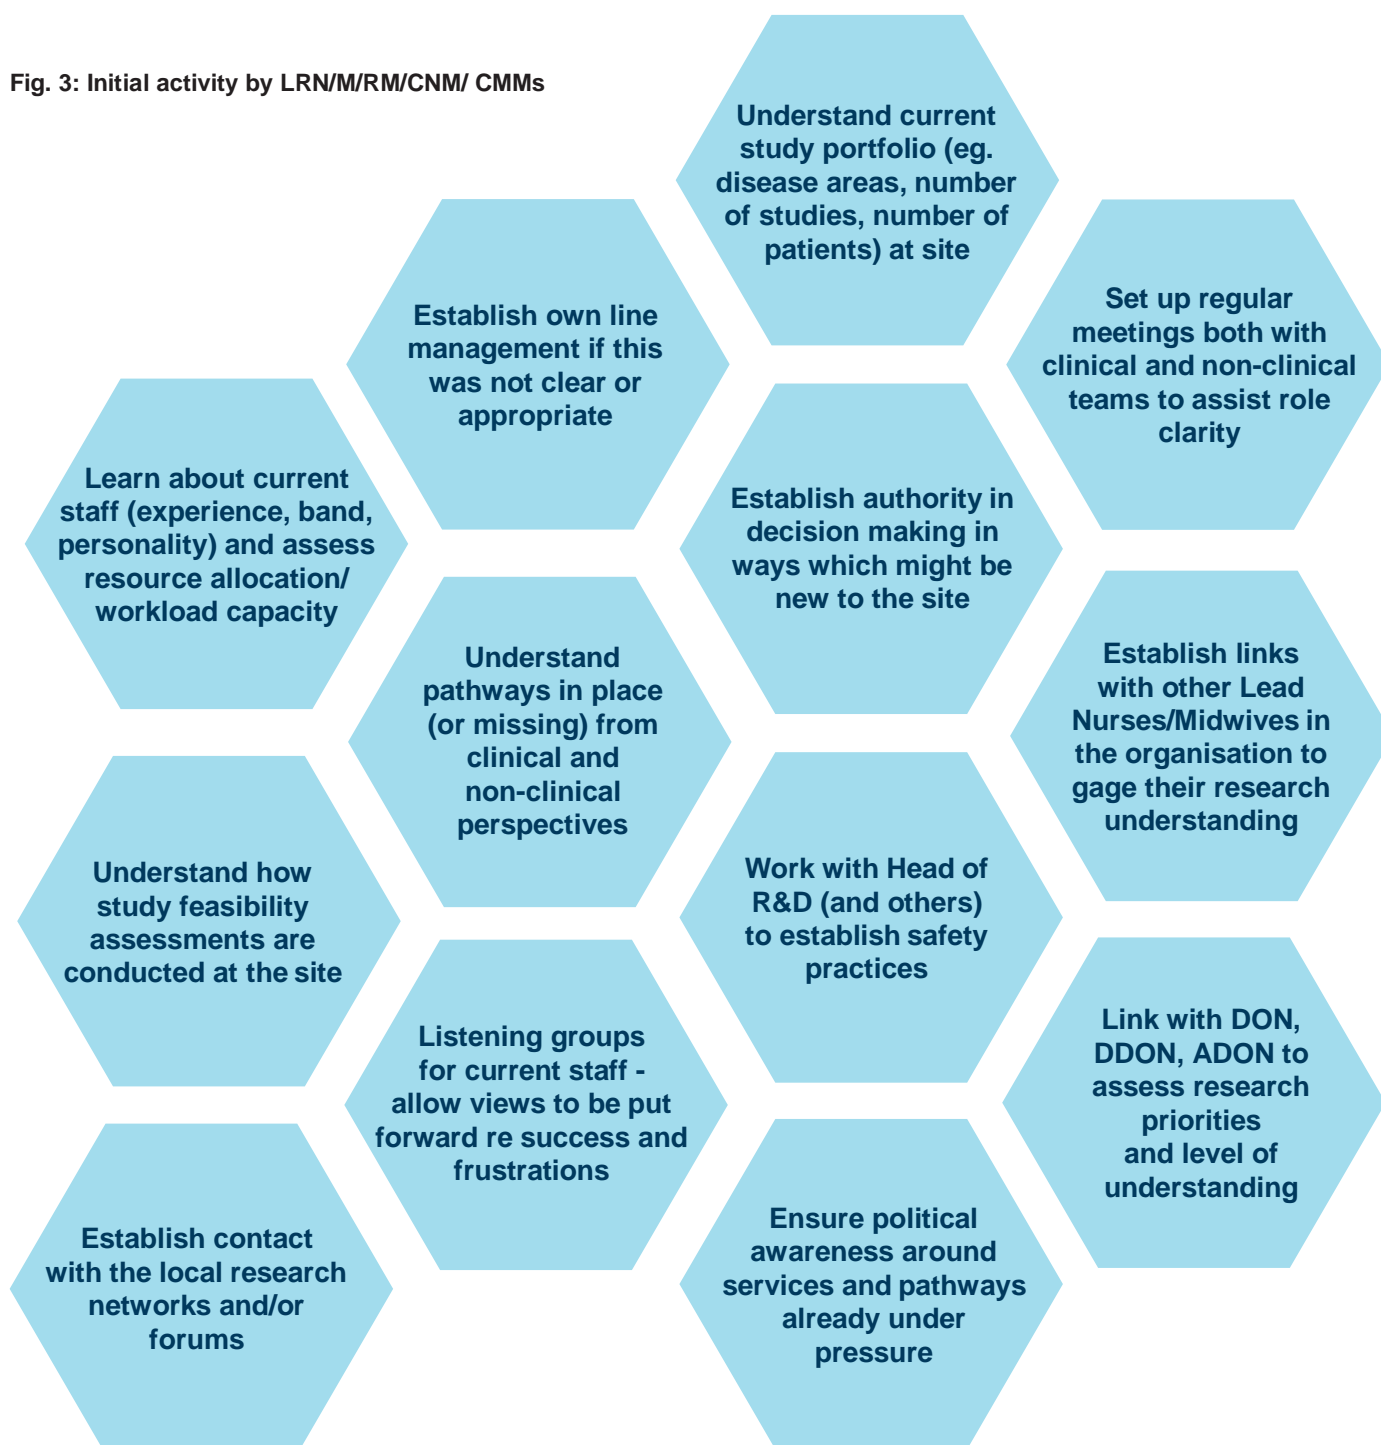 Fig. 3: Initial activity by LRN/M/RM/CNM/ CMMs
Understand current
study portfolio (eg.
disease areas, number
of studies, number of
patients) at site
Establish own line
management if this
was not clear or
appropriate
Set up regular
meetings both with
clinical and non-clinical
teams to assist role
clarity
Learn about current
staff (experience, band,
personality) and assess
resource allocation/
workload capacity
Establish authority in
decision making in
ways which might be
new to the site
Understand
pathways in place
(or missing) from
clinical and
non-clinical
perspectives
Establish links
with other Lead
Nurses/Midwives in
the organisation to
gage their research
understanding
Understand how
study feasibility
assessments are
conducted at the site
Work with Head of
R&D (and others)
to establish safety
practices
Listening groups
for current staff -
allow views to be put
forward re success and
frustrations
Link with DON,
DDON, ADON to
assess research
priorities
and level of
understanding
Establish contact
with the local research
networks and/or
forums
Ensure political
awareness around
services and pathways
already under
pressure